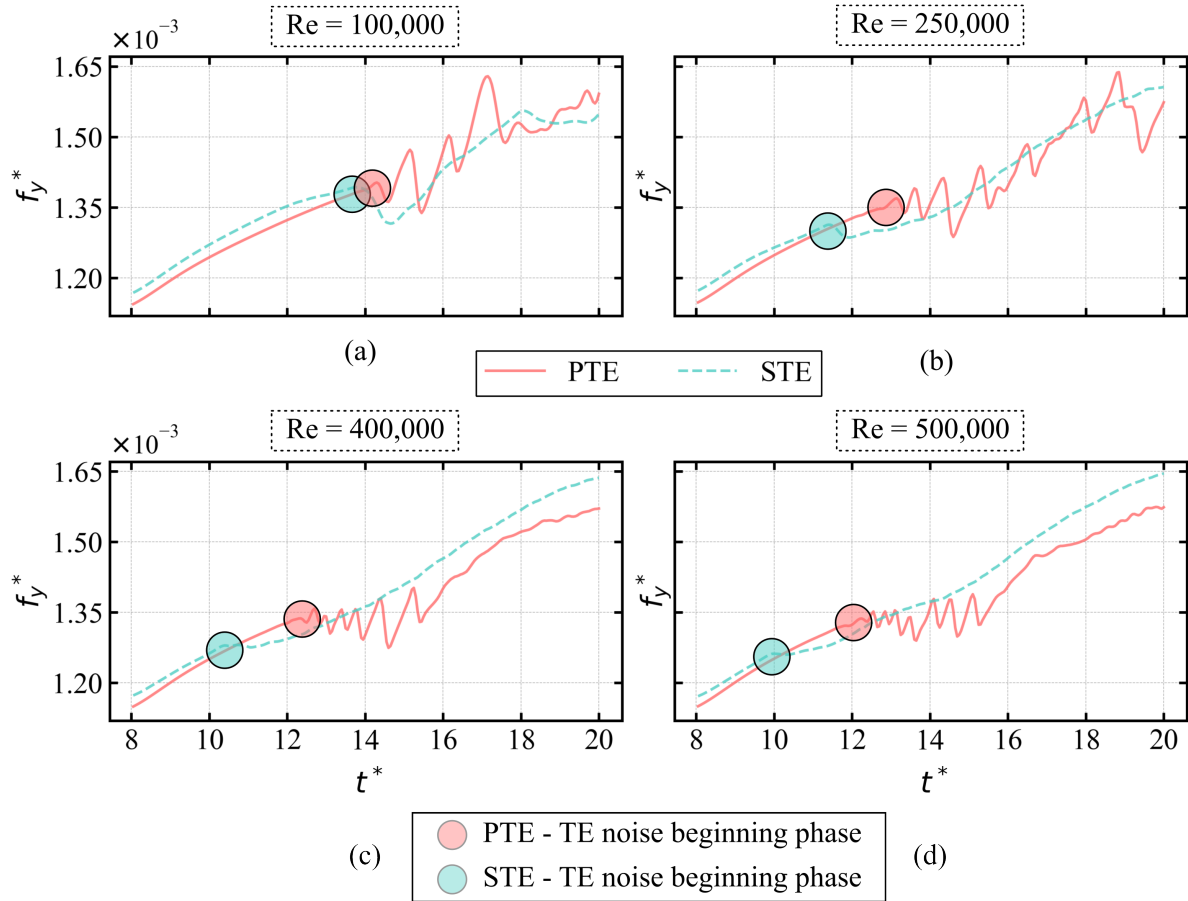 Re = 100,000
Re = 250,000
×10⁻³
1.65
1.50
1.35
1.20
f_y*
f_y*
(a)
(b)
PTE
STE
Re = 400,000
Re = 500,000
×10⁻³
1.65
1.50
1.35
1.20
f_y*
f_y*
8 10 12 14 16 18 20
8 10 12 14 16 18 20
t*
t*
PTE - TE noise beginning phase
STE - TE noise beginning phase
(c)
(d)